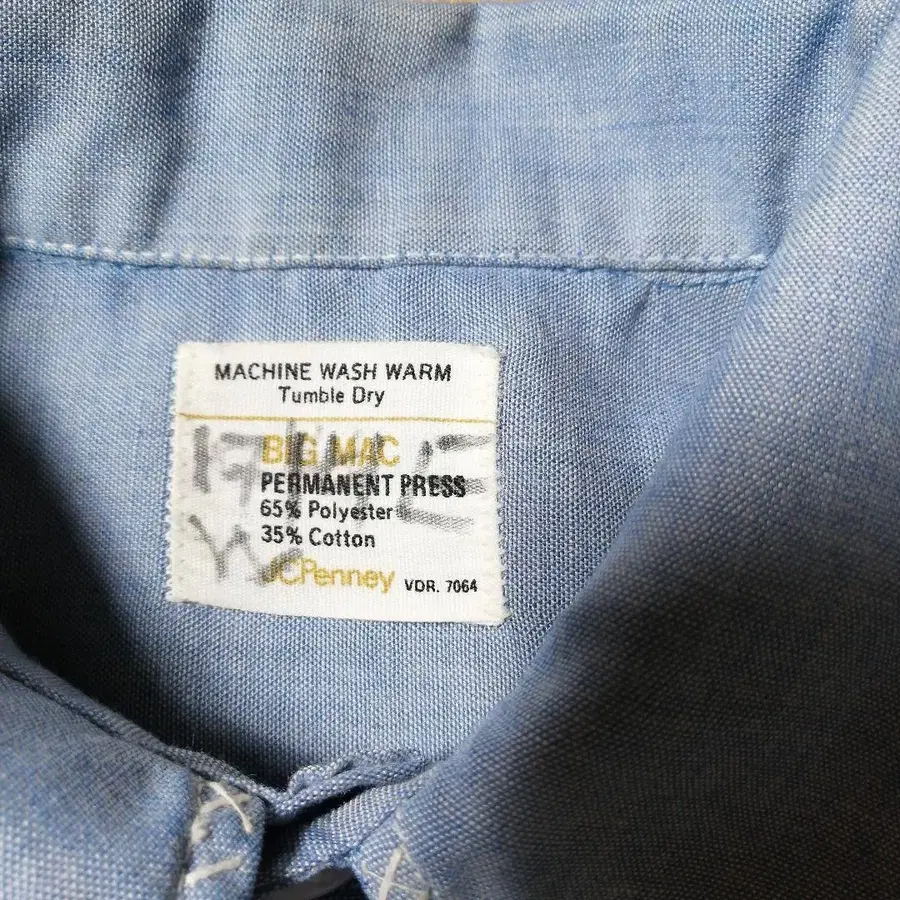 MACHINE WASH WARM
Tumble Dry
BIG MAC
PERMANENT PRESS
65% Polyester
35% Cotton
JCPenney VDR. 7064